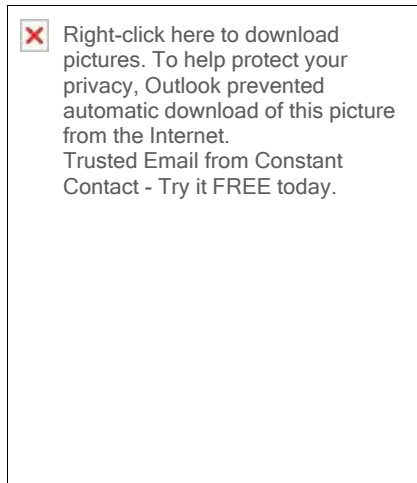 Right-click here to download
pictures. To help protect your
privacy, Outlook prevented
automatic download of this picture
from the Internet.
Trusted Email from Constant
Contact - Try it FREE today.